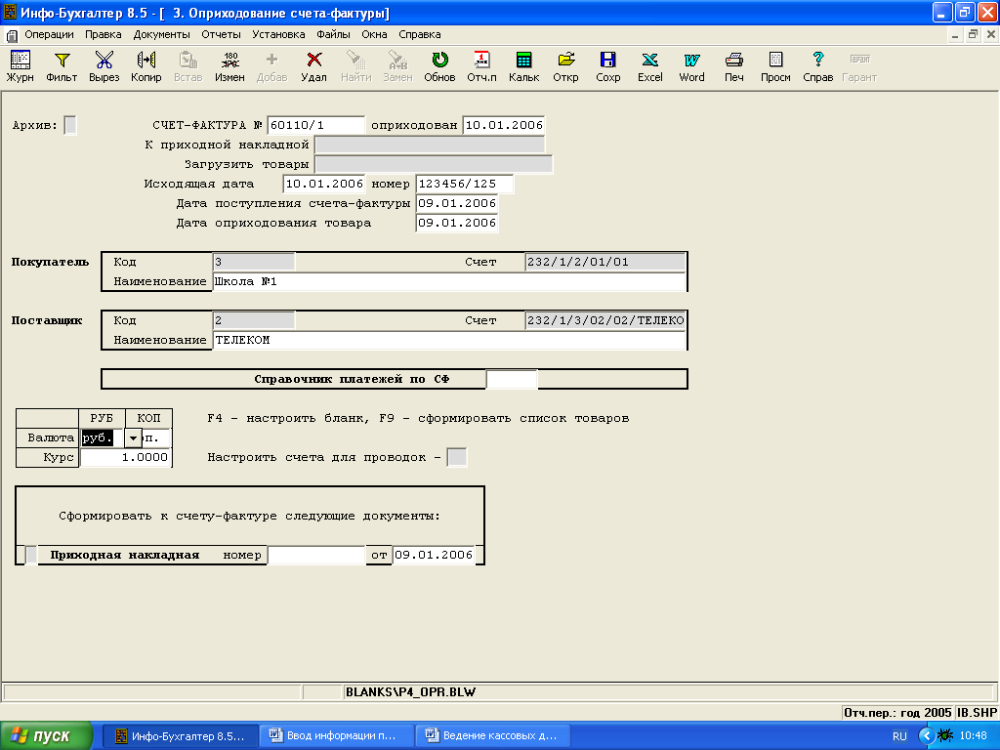 Инфо-Бухгалтер 8.5 - [ 3. Оприходование счета-фактуры]
Операции Правка Документы Отчеты Установка Файлы Окна Справка
Журн Фильт Вырез Копир Встав Измен Добав Удал Найти Замен Обнов Отч.п Кальк Откр Сохр Excel Word Печ Просм Справ Гарант
Архив: СЧЕТ-ФАКТУРА № 60110/1 оприходован 10.01.2006
К приходной накладной
Загрузить товары
Исходящая дата 10.01.2006 номер 123456/125
Дата поступления счета-фактуры 09.01.2006
Дата оприходования товара 09.01.2006
Покупатель Код 3 Счет 232/1/2/01/01
Наименование Школа №1
Поставщик Код 2 Счет 232/1/3/02/02/ТЕЛЕКО
Наименование ТЕЛЕКОМ
Справочник платежей по СФ
РУБ КОП F4 - настроить бланк, F9 - сформировать список товаров
Валюта руб. п.
Курс 1.0000 Настроить счета для проводок -
Сформировать к счету-фактуре следующие документы:
Приходная накладная номер от 09.01.2006
BLANKS\P4_OPR.BLW
Отч.пер.: год 2005 IB.SHP
пуск Инфо-Бухгалтер 8.5... Ввод информации п... Ведение кассовых д... RU 10:48